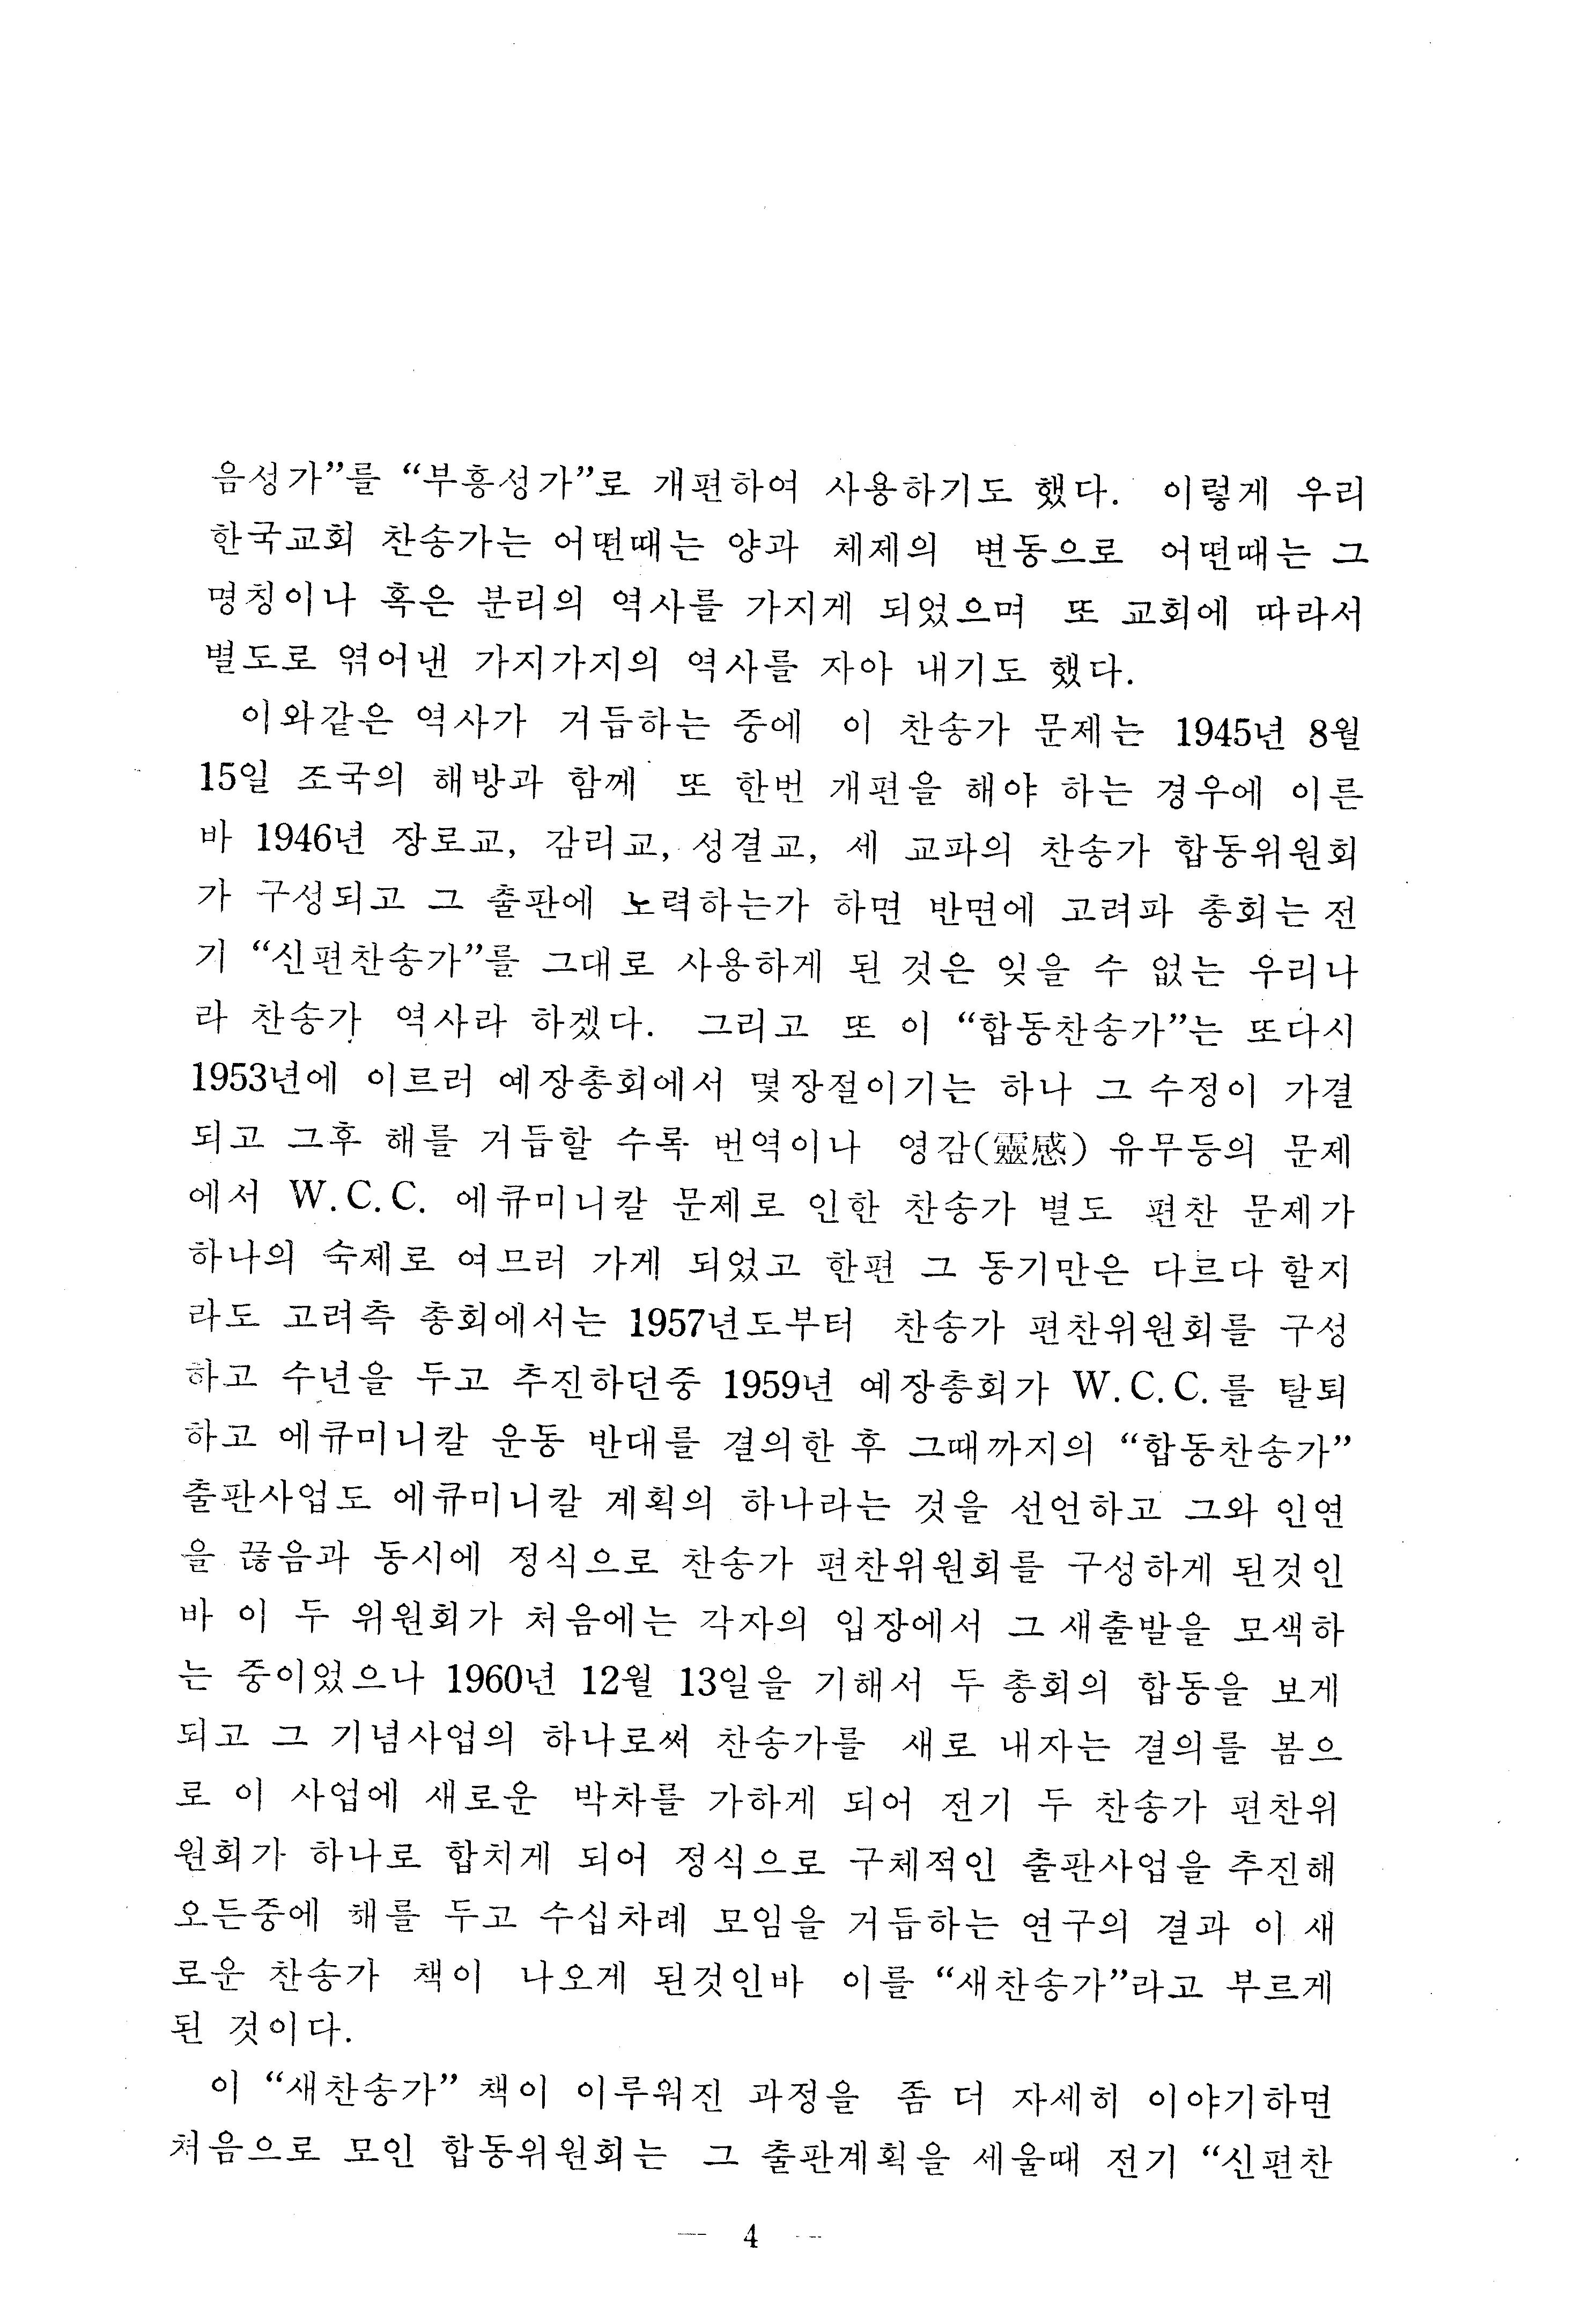 음성가”를 “부흥성가”로 개편하여 사용하기도 했다. 이렇게 우리
한국교회 찬송가는 어떤때는 양과 체제의 변동으로 어떤때는 그
명칭이나 혹은 분리의 역사를 가지게 되었으며 또 교회에 따라서
별도로 엮어낸 가지가지의 역사를 자아 내기도 했다.
이와같은 역사가 거듭하는 중에 이 찬송가 문제는 1945년 8월
15일 조국의 해방과 함께 또 한번 개편을 해야 하는 경우에 이른
바 1946년 장로교, 감리교, 성결교, 세 교파의 찬송가 합동위원회
가 구성되고 그 출판에 노력하는가 하면 반면에 고려파 총회는 전
기 “신편찬송가”를 그대로 사용하게 된 것은 잊을 수 없는 우리나
라 찬송가 역사라 하겠다. 그리고 또 이 “합동찬송가”는 또다시
1953년에 이르러 예장총회에서 몇장절이기는 하나 그 수정이 가결
되고 그후 해를 거듭할 수록 번역이나 영감(靈感) 유무등의 문제
에서 W.C.C. 에큐미니칼 문제로 인한 찬송가 별도 편찬 문제가
하나의 숙제로 여므러 가게 되었고 한편 그 동기만은 다르다 할지
라도 고려측 총회에서는 1957년도부터 찬송가 편찬위원회를 구성
하고 수년을 두고 추진하던중 1959년 예장총회가 W.C.C.를 탈퇴
하고 에큐미니칼 운동 반대를 결의한 후 그때까지의 “합동찬송가”
출판사업도 에큐미니칼 계획의 하나라는 것을 선언하고 그와 인연
을 끊음과 동시에 정식으로 찬송가 편찬위원회를 구성하게 된것인
바 이 두 위원회가 처음에는 각자의 입장에서 그 새출발을 모색하
는 중이었으나 1960년 12월 13일을 기해서 두 총회의 합동을 보게
되고 그 기념사업의 하나로써 찬송가를 새로 내자는 결의를 봄으
로 이 사업에 새로운 박차를 가하게 되어 전기 두 찬송가 편찬위
원회가 하나로 합치게 되어 정식으로 구체적인 출판사업을 추진해
오든중에 해를 두고 수십차례 모임을 거듭하는 연구의 결과 이 새
로운 찬송가 책이 나오게 된것인바 이를 “새찬송가”라고 부르게
된 것이다.
이 “새찬송가” 책이 이루워진 과정을 좀 더 자세히 이야기하면
처음으로 모인 합동위원회는 그 출판계획을 세울때 전기 “신편찬
— 4 —